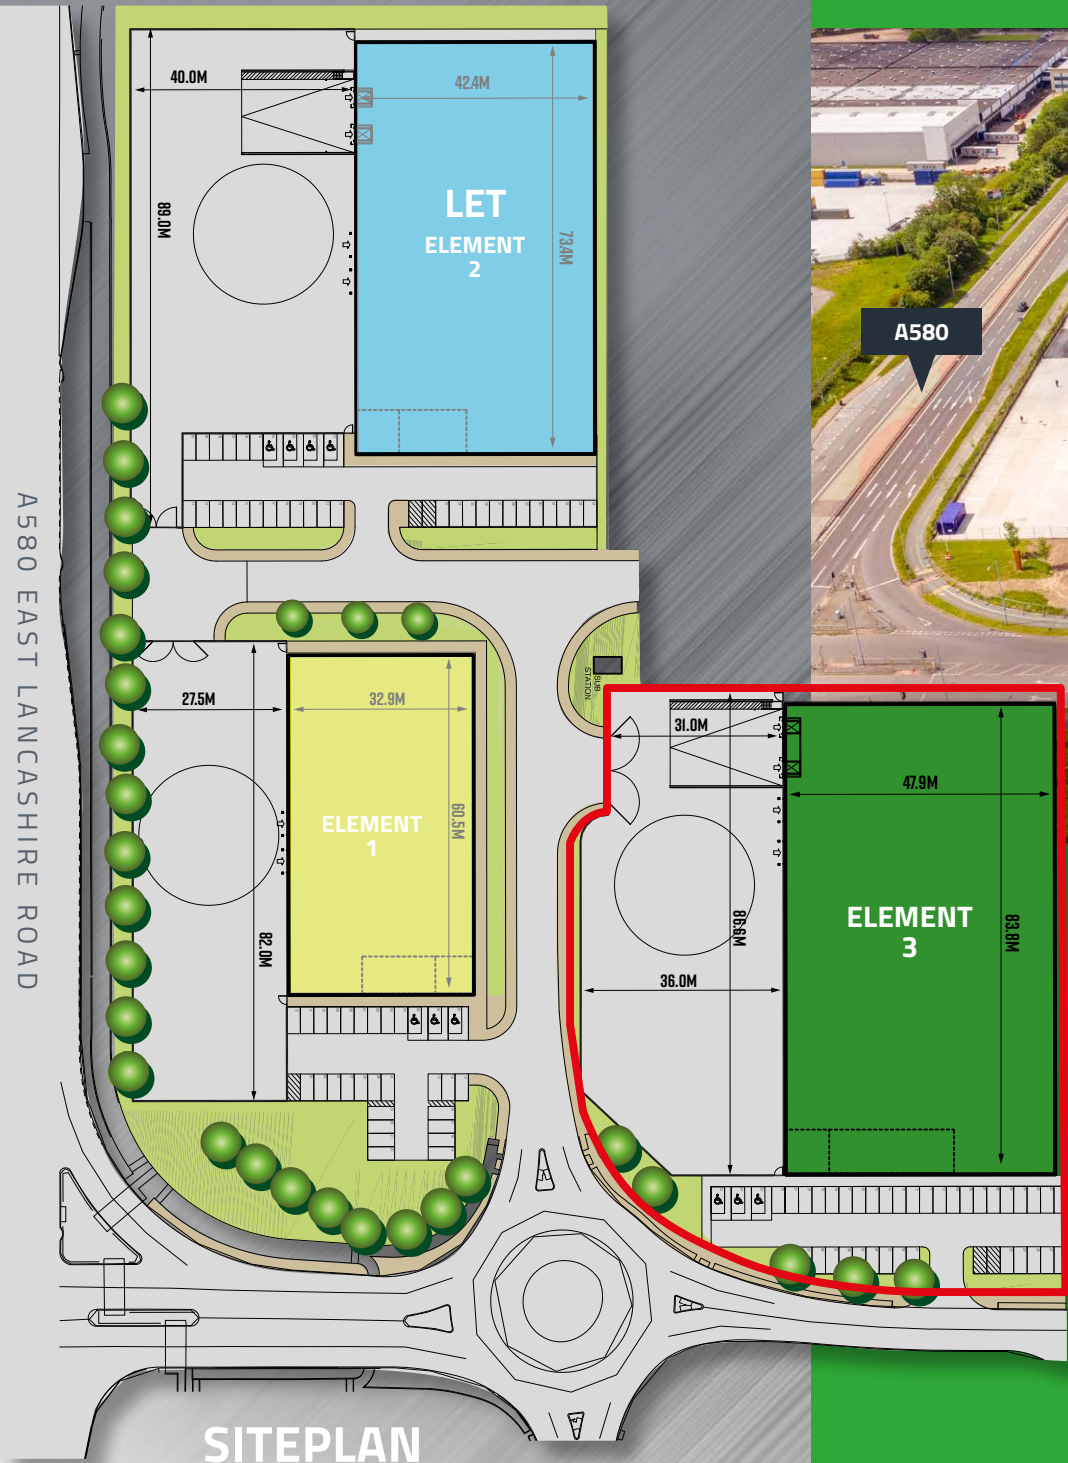 40.0M
42.4M
89.0M
LET
ELEMENT
2
73.4M
A580
A580 EAST LANCASHIRE ROAD
SUB
STATION
27.5M
32.9M
ELEMENT
1
60.5M
82.0M
31.0M
47.9M
86.6M
ELEMENT
3
83.8M
36.0M
SITEPLAN